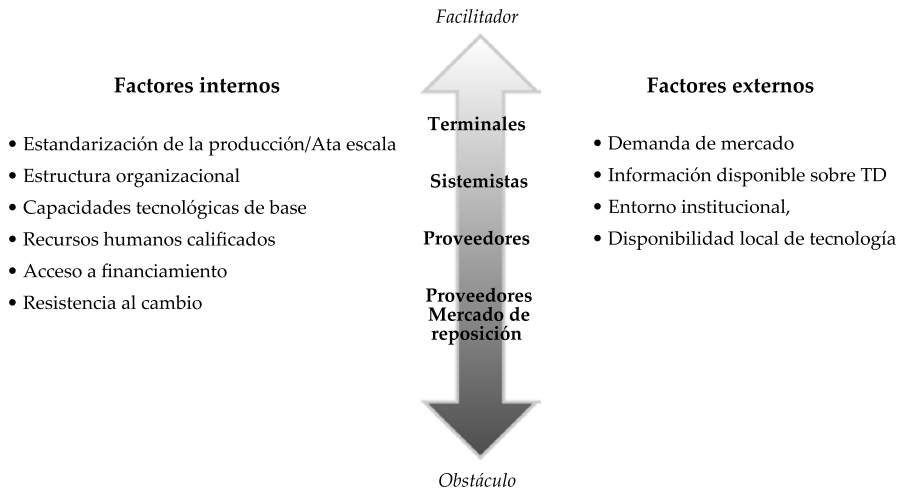 Facilitador
Factores internos
• Estandarización de la producción/Ata escala
• Estructura organizacional
• Capacidades tecnológicas de base
• Recursos humanos calificados
• Acceso a financiamiento
• Resistencia al cambio
Terminales
Sistemistas
Proveedores
Proveedores
Mercado de
reposición
Factores externos
• Demanda de mercado
• Información disponible sobre TD
• Entorno institucional,
• Disponibilidad local de tecnología
Obstáculo